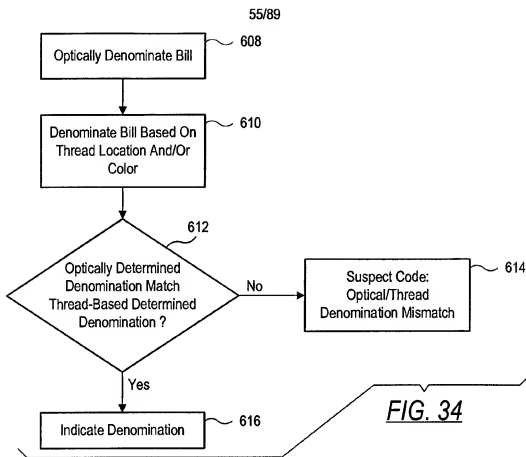 55/89
Optically Denominate Bill
608
Denominate Bill Based On
Thread Location And/Or
Color
610
612
Optically Determined
Denomination Match
Thread-Based Determined
Denomination ?
No
Suspect Code:
Optical/Thread
Denomination Mismatch
614
Yes
Indicate Denomination
616
FIG. 34